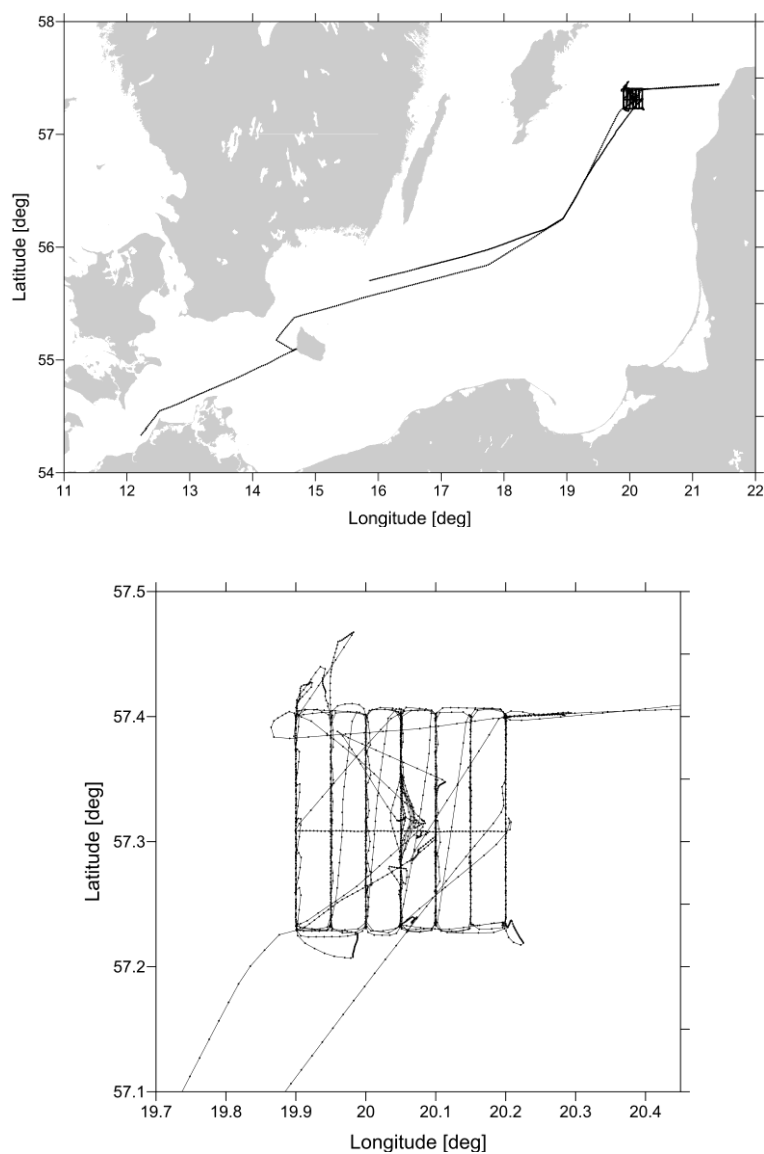 58
57
56
55
54
Latitude [deg]
11 12 13 14 15 16 17 18 19 20 21 22
Longitude [deg]
57.5
57.4
57.3
57.2
57.1
Latitude [deg]
19.7 19.8 19.9 20 20.1 20.2 20.3 20.4
Longitude [deg]